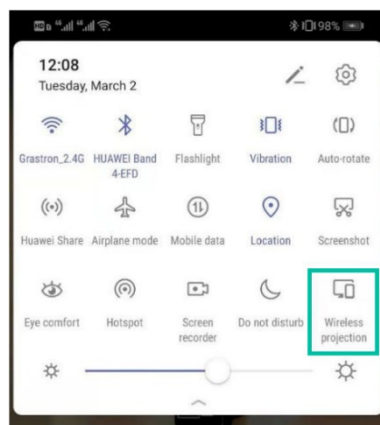 98%
12:08
Tuesday, March 2
Grastron_2.4G HUAWEI Band 4-EFD Flashlight Vibration Auto-rotate
Huawei Share Airplane mode Mobile data Location Screenshot
Eye comfort Hotspot Screen recorder Do not disturb Wireless projection